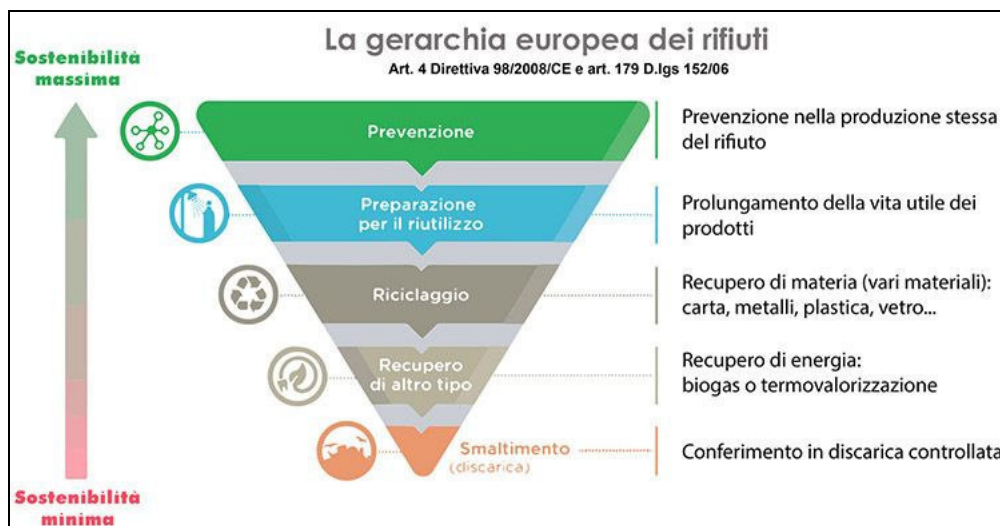 La gerarchia europea dei rifiuti
Art. 4 Direttiva 98/2008/CE e art. 179 D.lgs 152/06
Sostenibilità
massima
Prevenzione
Prevenzione nella produzione stessa
del rifiuto
Preparazione
per il riutilizzo
Prolungamento della vita utile dei
prodotti
Riciclaggio
Recupero di materia (vari materiali):
carta, metalli, plastica, vetro...
Recupero
di altro tipo
Recupero di energia:
biogas o termovalorizzazione
Smaltimento
(discarica)
Conferimento in discarica controllata
Sostenibilità
minima